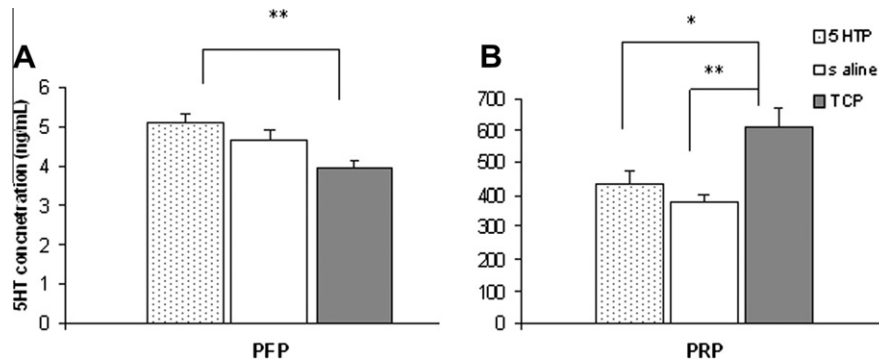 A
**
5HT concnetration (ng/mL)
6
5
4
3
2
1
0
PFP
B
*
**
5HTP
s aline
TCP
700
600
500
400
300
200
100
0
PRP